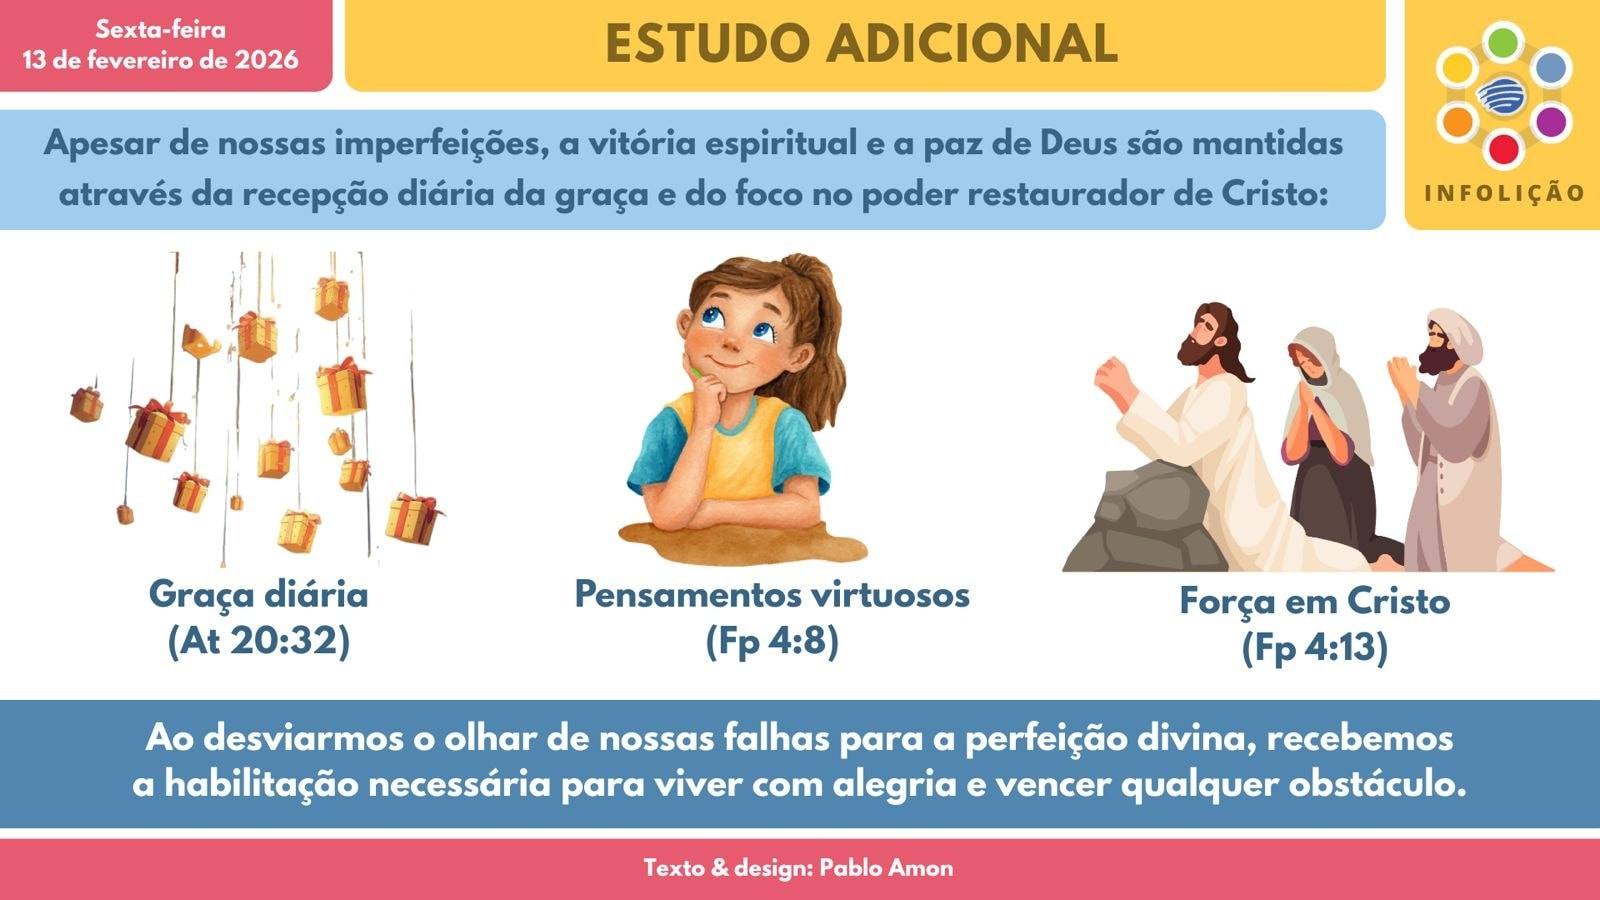 Sexta-feira
13 de fevereiro de 2026
ESTUDO ADICIONAL
INFOLIÇÃO
Apesar de nossas imperfeições, a vitória espiritual e a paz de Deus são mantidas
através da recepção diária da graça e do foco no poder restaurador de Cristo:
Graça diária
(At 20:32)
Pensamentos virtuosos
(Fp 4:8)
Força em Cristo
(Fp 4:13)
Ao desviarmos o olhar de nossas falhas para a perfeição divina, recebemos
a habilitação necessária para viver com alegria e vencer qualquer obstáculo.
Texto & design: Pablo Amon